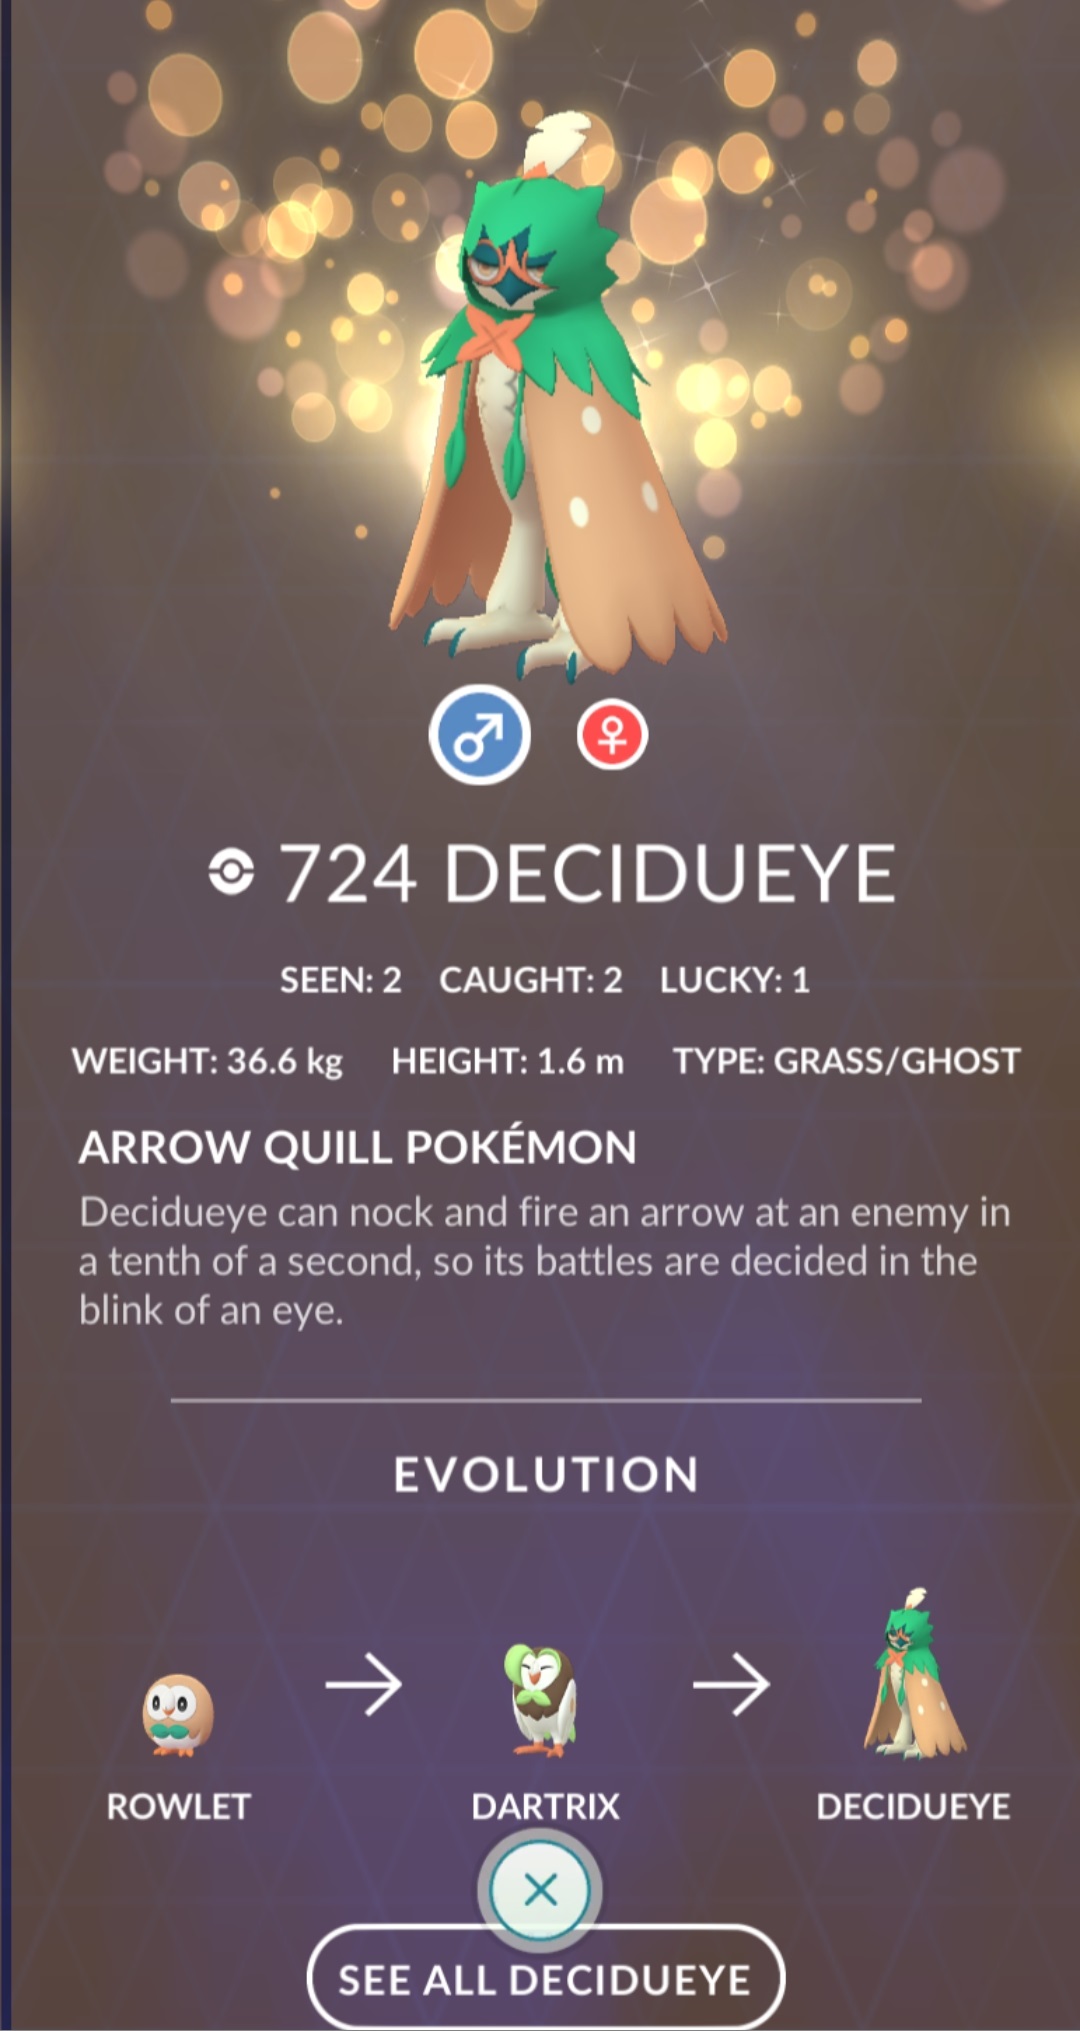 724 DECIDUEYE
SEEN: 2 CAUGHT: 2 LUCKY: 1
WEIGHT: 36.6 kg HEIGHT: 1.6 m TYPE: GRASS/GHOST
ARROW QUILL POKÉMON
Decidueye can nock and fire an arrow at an enemy in
a tenth of a second, so its battles are decided in the
blink of an eye.
EVOLUTION
ROWLET DARTRIX DECIDUEYE
SEE ALL DECIDUEYE